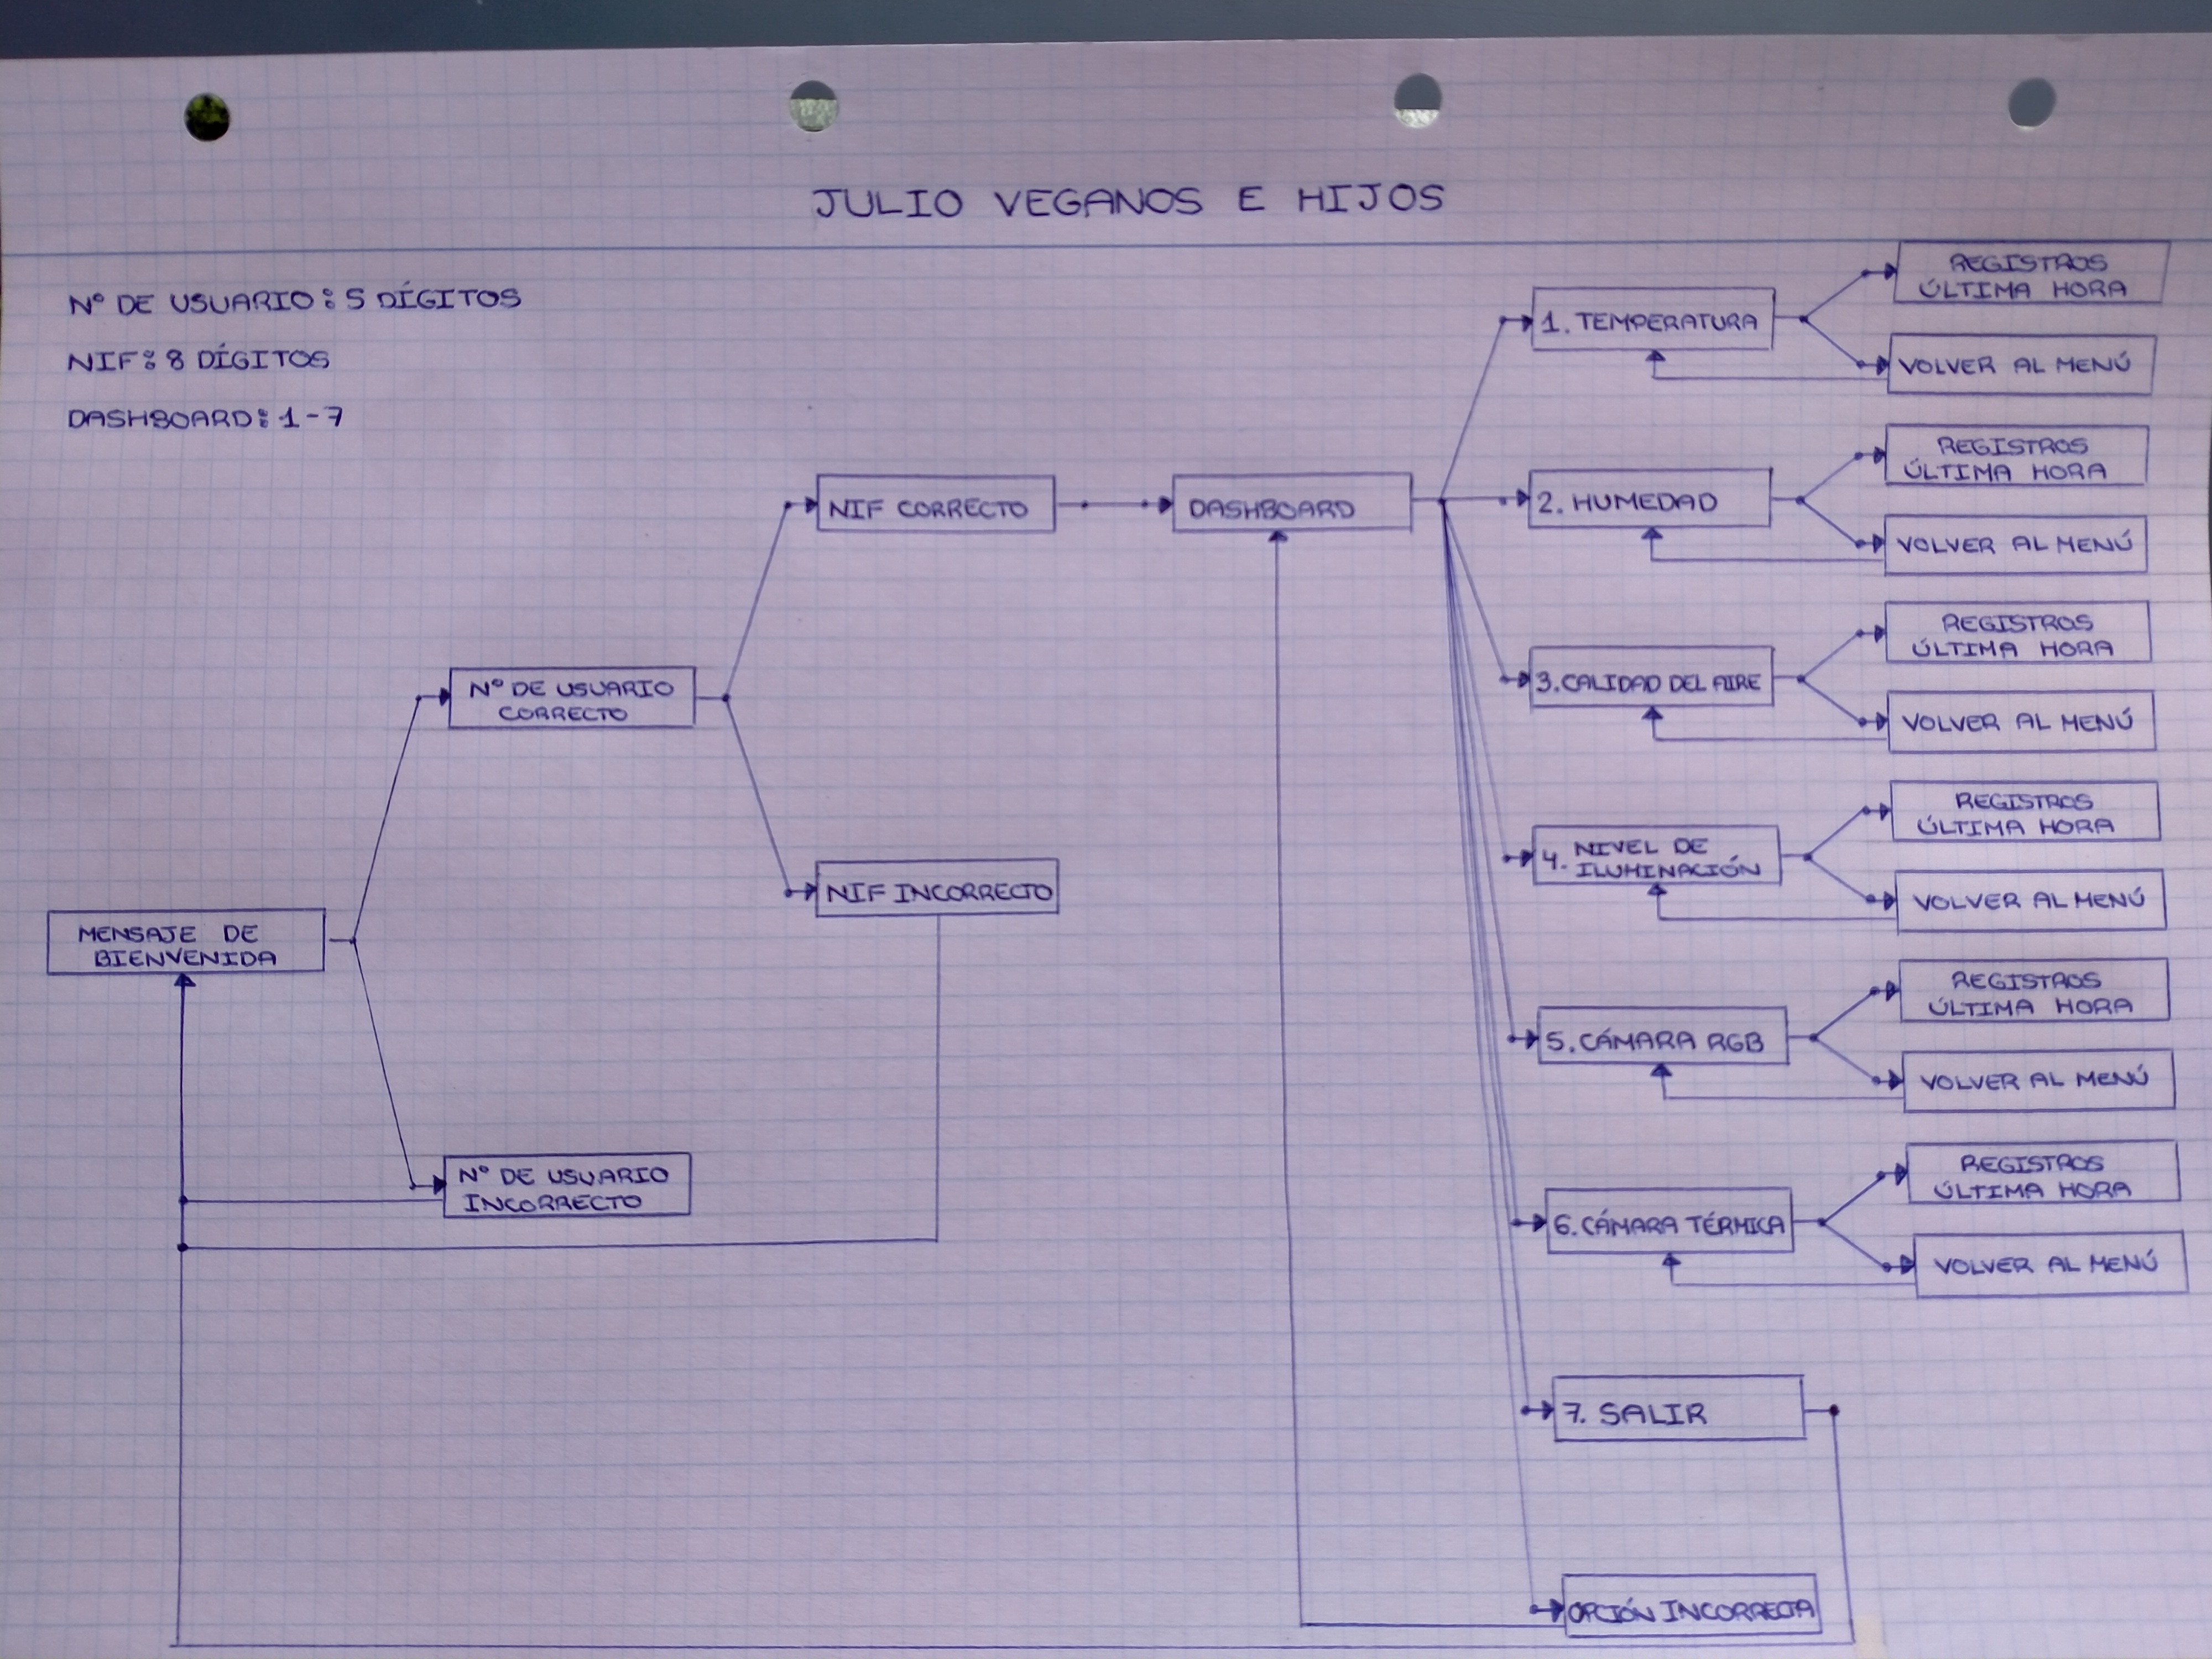 JULIO VEGANOS E HIJOS
Nº DE USUARIO: 5 DÍGITOS
NIF: 8 DÍGITOS
DASHBOARD: 1-7
MENSAJE DE
BIENVENIDA
Nº DE USUARIO
CORRECTO
Nº DE USUARIO
INCORRECTO
NIF CORRECTO
NIF INCORRECTO
DASHBOARD
1. TEMPERATURA
REGISTROS
ÚLTIMA HORA
VOLVER AL MENÚ
2. HUMEDAD
REGISTROS
ÚLTIMA HORA
VOLVER AL MENÚ
3. CALIDAD DEL AIRE
REGISTROS
ÚLTIMA HORA
VOLVER AL MENÚ
4. NIVEL DE
ILUMINACIÓN
REGISTROS
ÚLTIMA HORA
VOLVER AL MENÚ
5. CÁMARA RGB
REGISTROS
ÚLTIMA HORA
VOLVER AL MENÚ
6. CÁMARA TÉRMICA
REGISTROS
ÚLTIMA HORA
VOLVER AL MENÚ
7. SALIR
OPCIÓN INCORRECTA